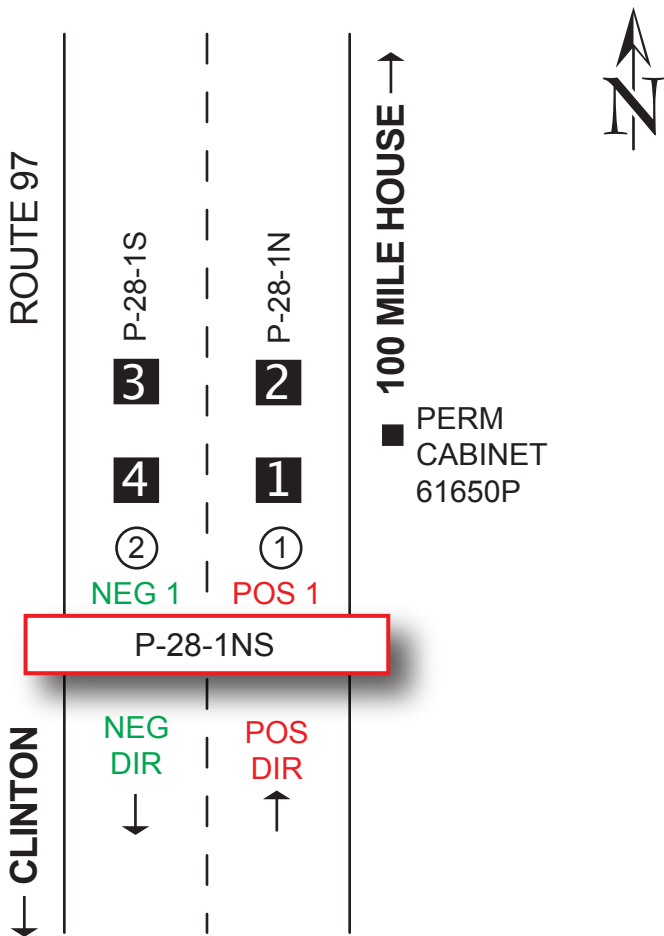 N
ROUTE 97
P-28-1S
P-28-1N
100 MILE HOUSE
3
2
PERM
CABINET
61650P
4
1
2
1
NEG 1
POS 1
P-28-1NS
NEG
DIR
POS
DIR
CLINTON